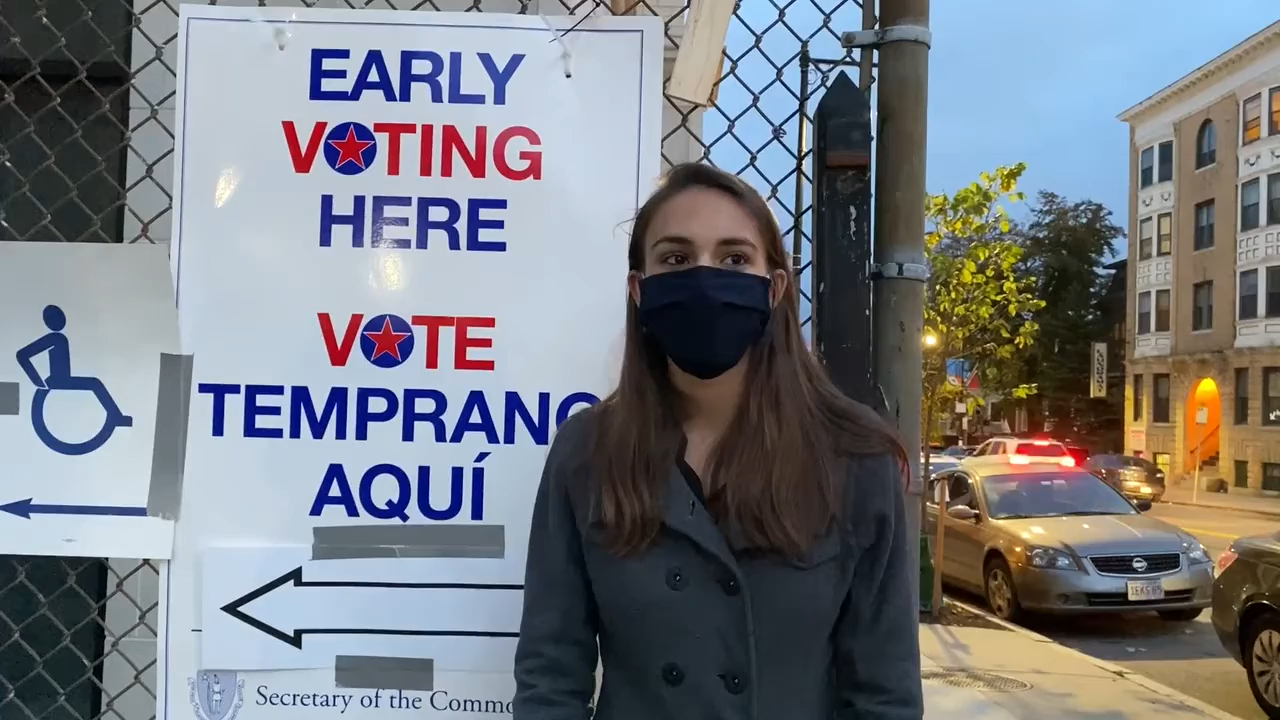 EARLY
VOTING
HERE
VOTE
TEMPRANO
AQUÍ
Secretary of the Commo